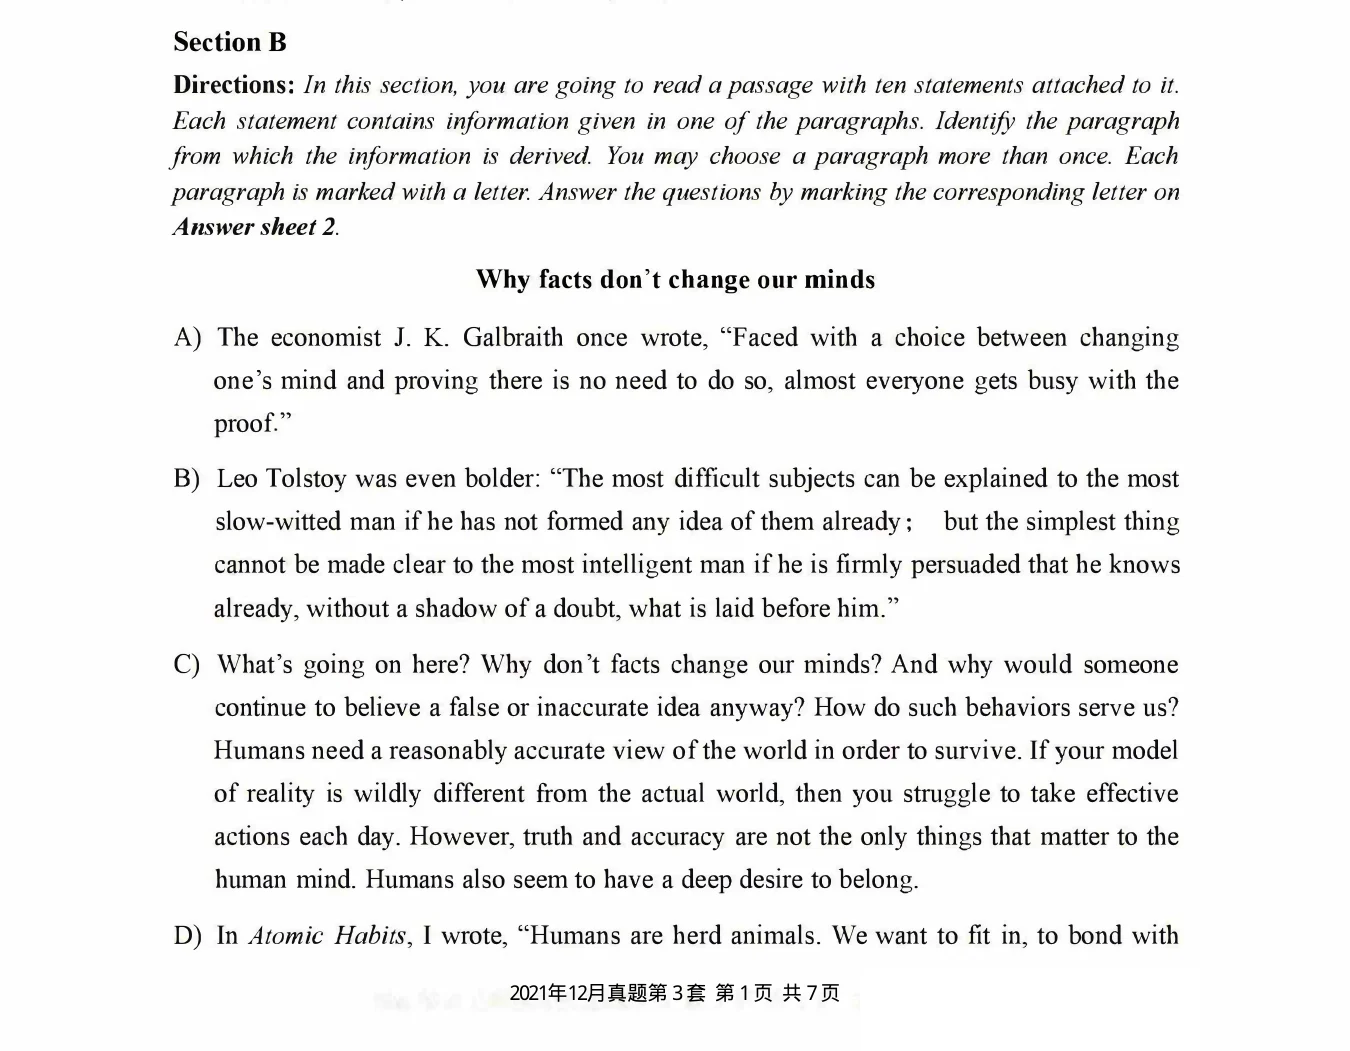 Section B
Directions: In this section, you are going to read a passage with ten statements attached to it.
Each statement contains information given in one of the paragraphs. Identify the paragraph
from which the information is derived. You may choose a paragraph more than once. Each
paragraph is marked with a letter. Answer the questions by marking the corresponding letter on
Answer sheet 2.
Why facts don't change our minds
A) The economist J. K. Galbraith once wrote, “Faced with a choice between changing
one's mind and proving there is no need to do so, almost everyone gets busy with the
proof.”
B) Leo Tolstoy was even bolder: “The most difficult subjects can be explained to the most
slow-witted man if he has not formed any idea of them already； but the simplest thing
cannot be made clear to the most intelligent man if he is firmly persuaded that he knows
already, without a shadow of a doubt, what is laid before him.”
C) What's going on here? Why don't facts change our minds? And why would someone
continue to believe a false or inaccurate idea anyway? How do such behaviors serve us?
Humans need a reasonably accurate view of the world in order to survive. If your model
of reality is wildly different from the actual world, then you struggle to take effective
actions each day. However, truth and accuracy are not the only things that matter to the
human mind. Humans also seem to have a deep desire to belong.
D) In Atomic Habits, I wrote, “Humans are herd animals. We want to fit in, to bond with
2021年12月真题第3套 第1页 共7页